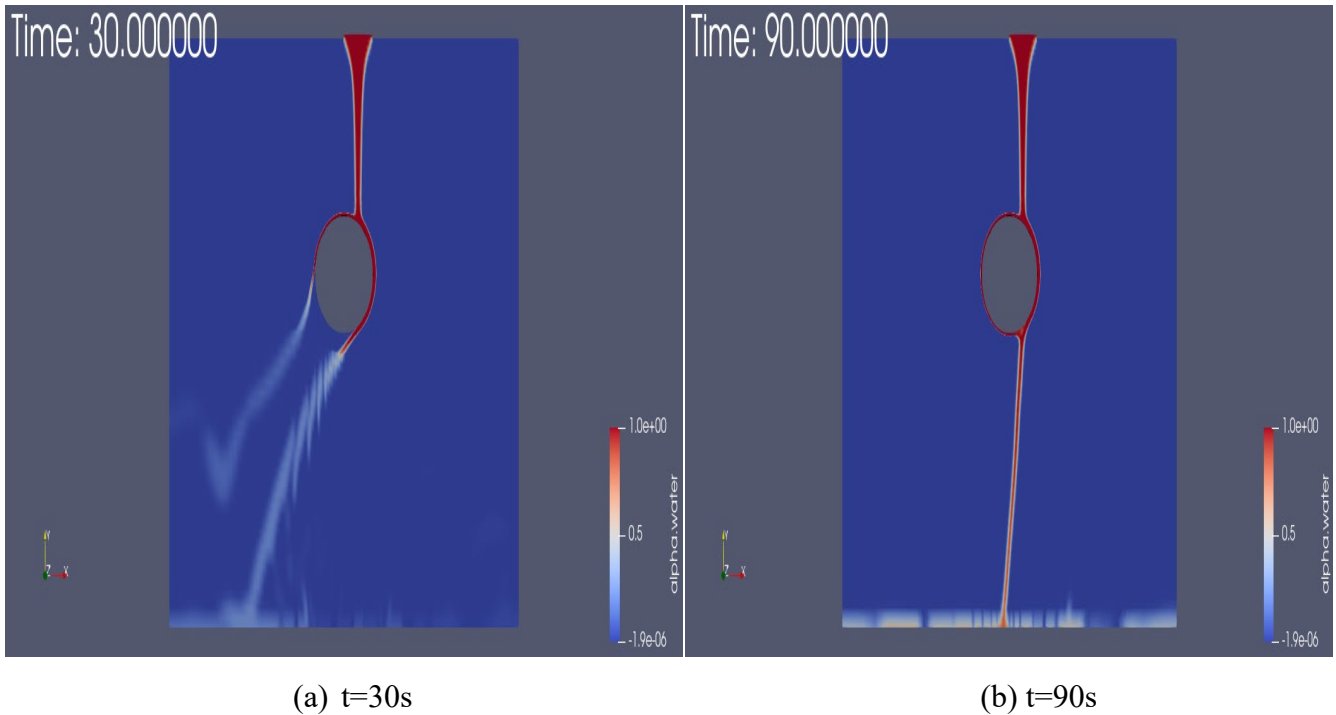 Time: 30.000000
1.0e+00
0.5
-1.9e-06
alpha.water
Y
Z
X
(a) t=30s
Time: 90.000000
1.0e+00
0.5
-1.9e-06
alpha.water
Y
Z
X
(b) t=90s